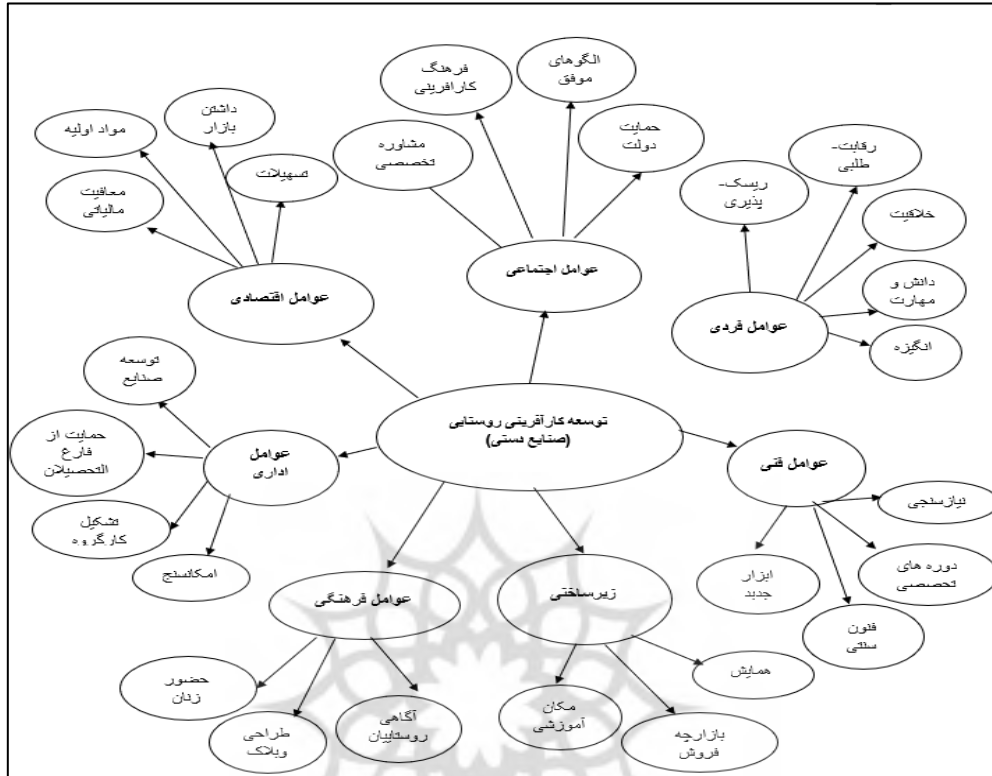 الگوهای
موفق
فرهنگ
کارافرینی
داشتن
بازار
مواد اولیه
حمایت
دولت
مشاوره
تخصصی
رقابت-
طلبی
تسهیلات
ریسک-
پذیری
معافیت
مالیاتی
خلاقیت
عوامل اجتماعی
دانش و
مهارت
عوامل اقتصادی
عوامل فردی
انگیزه
توسعه
صنایع
توسعه کارآفرینی روستایی
(صنایع دستی)
حمایت از
فارغ
التحصیلان
عوامل
اداری
عوامل فنی
نیازسنجی
تشکیل
کارگروه
امکانسنج
دوره های
تخصصی
ابزار
جدید
زیرساختی
عوامل فرهنگی
فنون
سنتی
همایش
حضور
زنان
مکان
آموزشی
آگاهی
روستاییان
طراحی
وبلاک
بازارچه
فروش